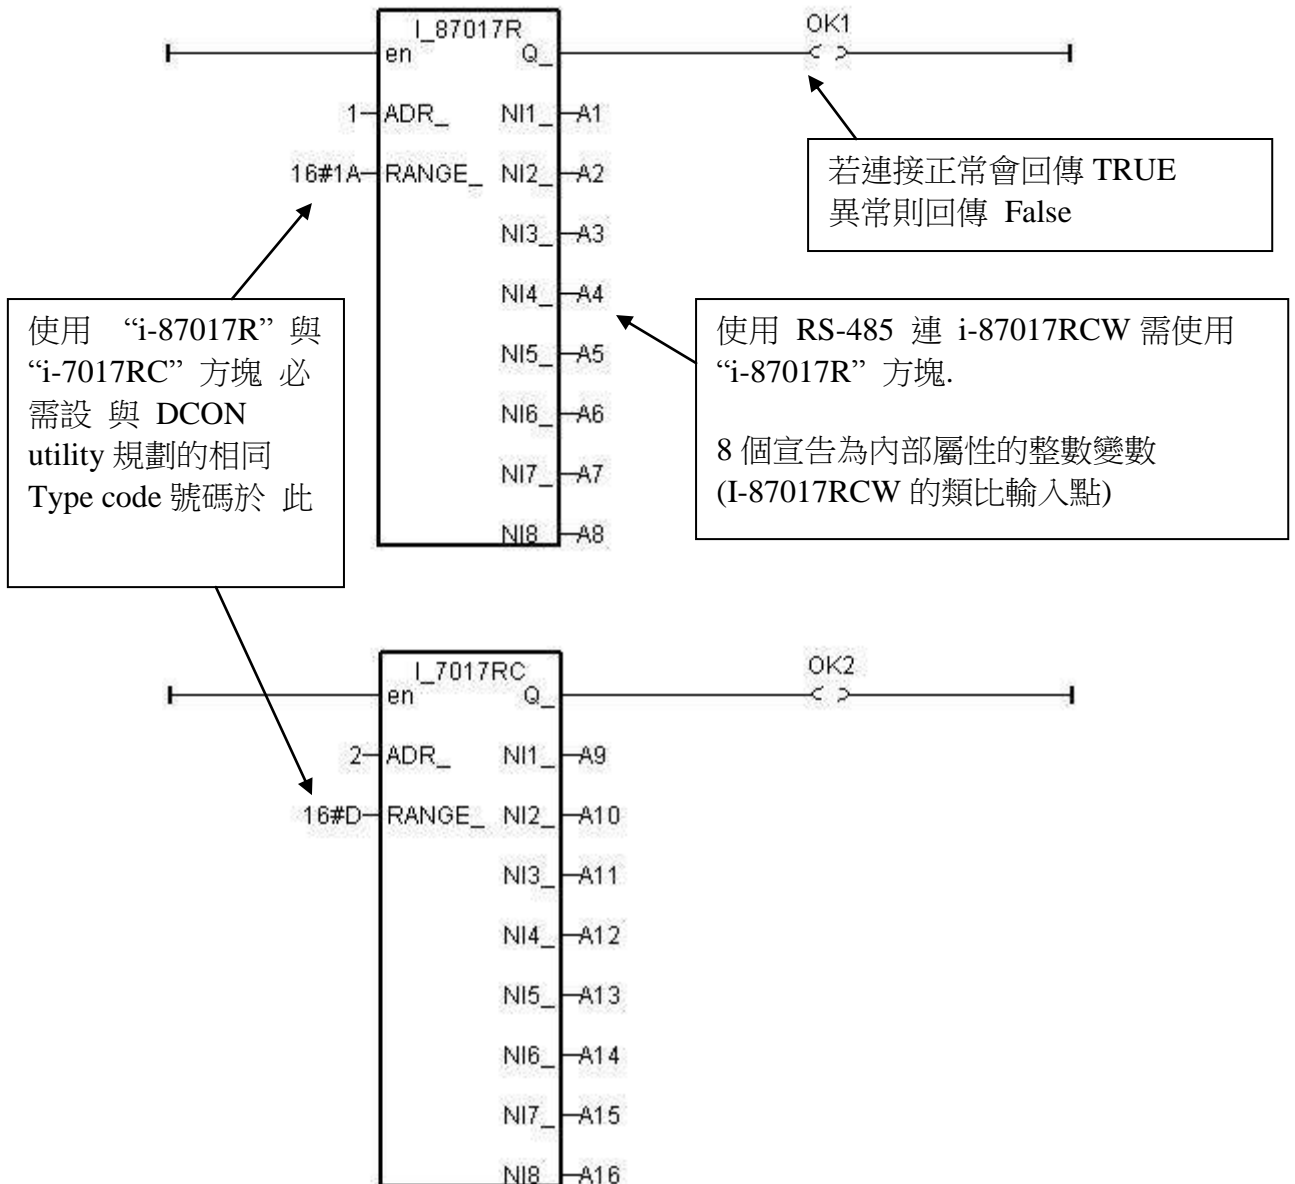 I_87017R
OK1
en Q_
1 ADR_ NI1_ A1
16#1A RANGE_ NI2_ A2
NI3_ A3
NI4_ A4
NI5_ A5
NI6_ A6
NI7_ A7
NI8 A8
若連接正常會回傳 TRUE
異常則回傳 False
使用 “i-87017R” 與
“i-7017RC” 方塊 必
需設 與 DCON
utility 規劃的相同
Type code 號碼於 此
使用 RS-485 連 i-87017RCW 需使用
“i-87017R” 方塊.
8 個宣告為內部屬性的整數變數
(I-87017RCW 的類比輸入點)
I_7017RC
OK2
en Q_
2 ADR_ NI1_ A9
16#D RANGE_ NI2_ A10
NI3_ A11
NI4_ A12
NI5_ A13
NI6_ A14
NI7_ A15
NI8 A16